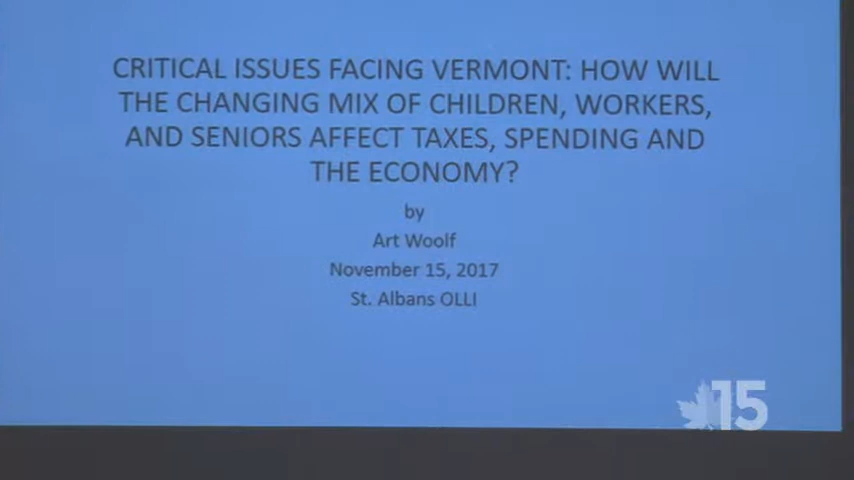 CRITICAL ISSUES FACING VERMONT: HOW WILL
THE CHANGING MIX OF CHILDREN, WORKERS,
AND SENIORS AFFECT TAXES, SPENDING AND
THE ECONOMY?
by
Art Woolf
November 15, 2017
St. Albans OLLI
15